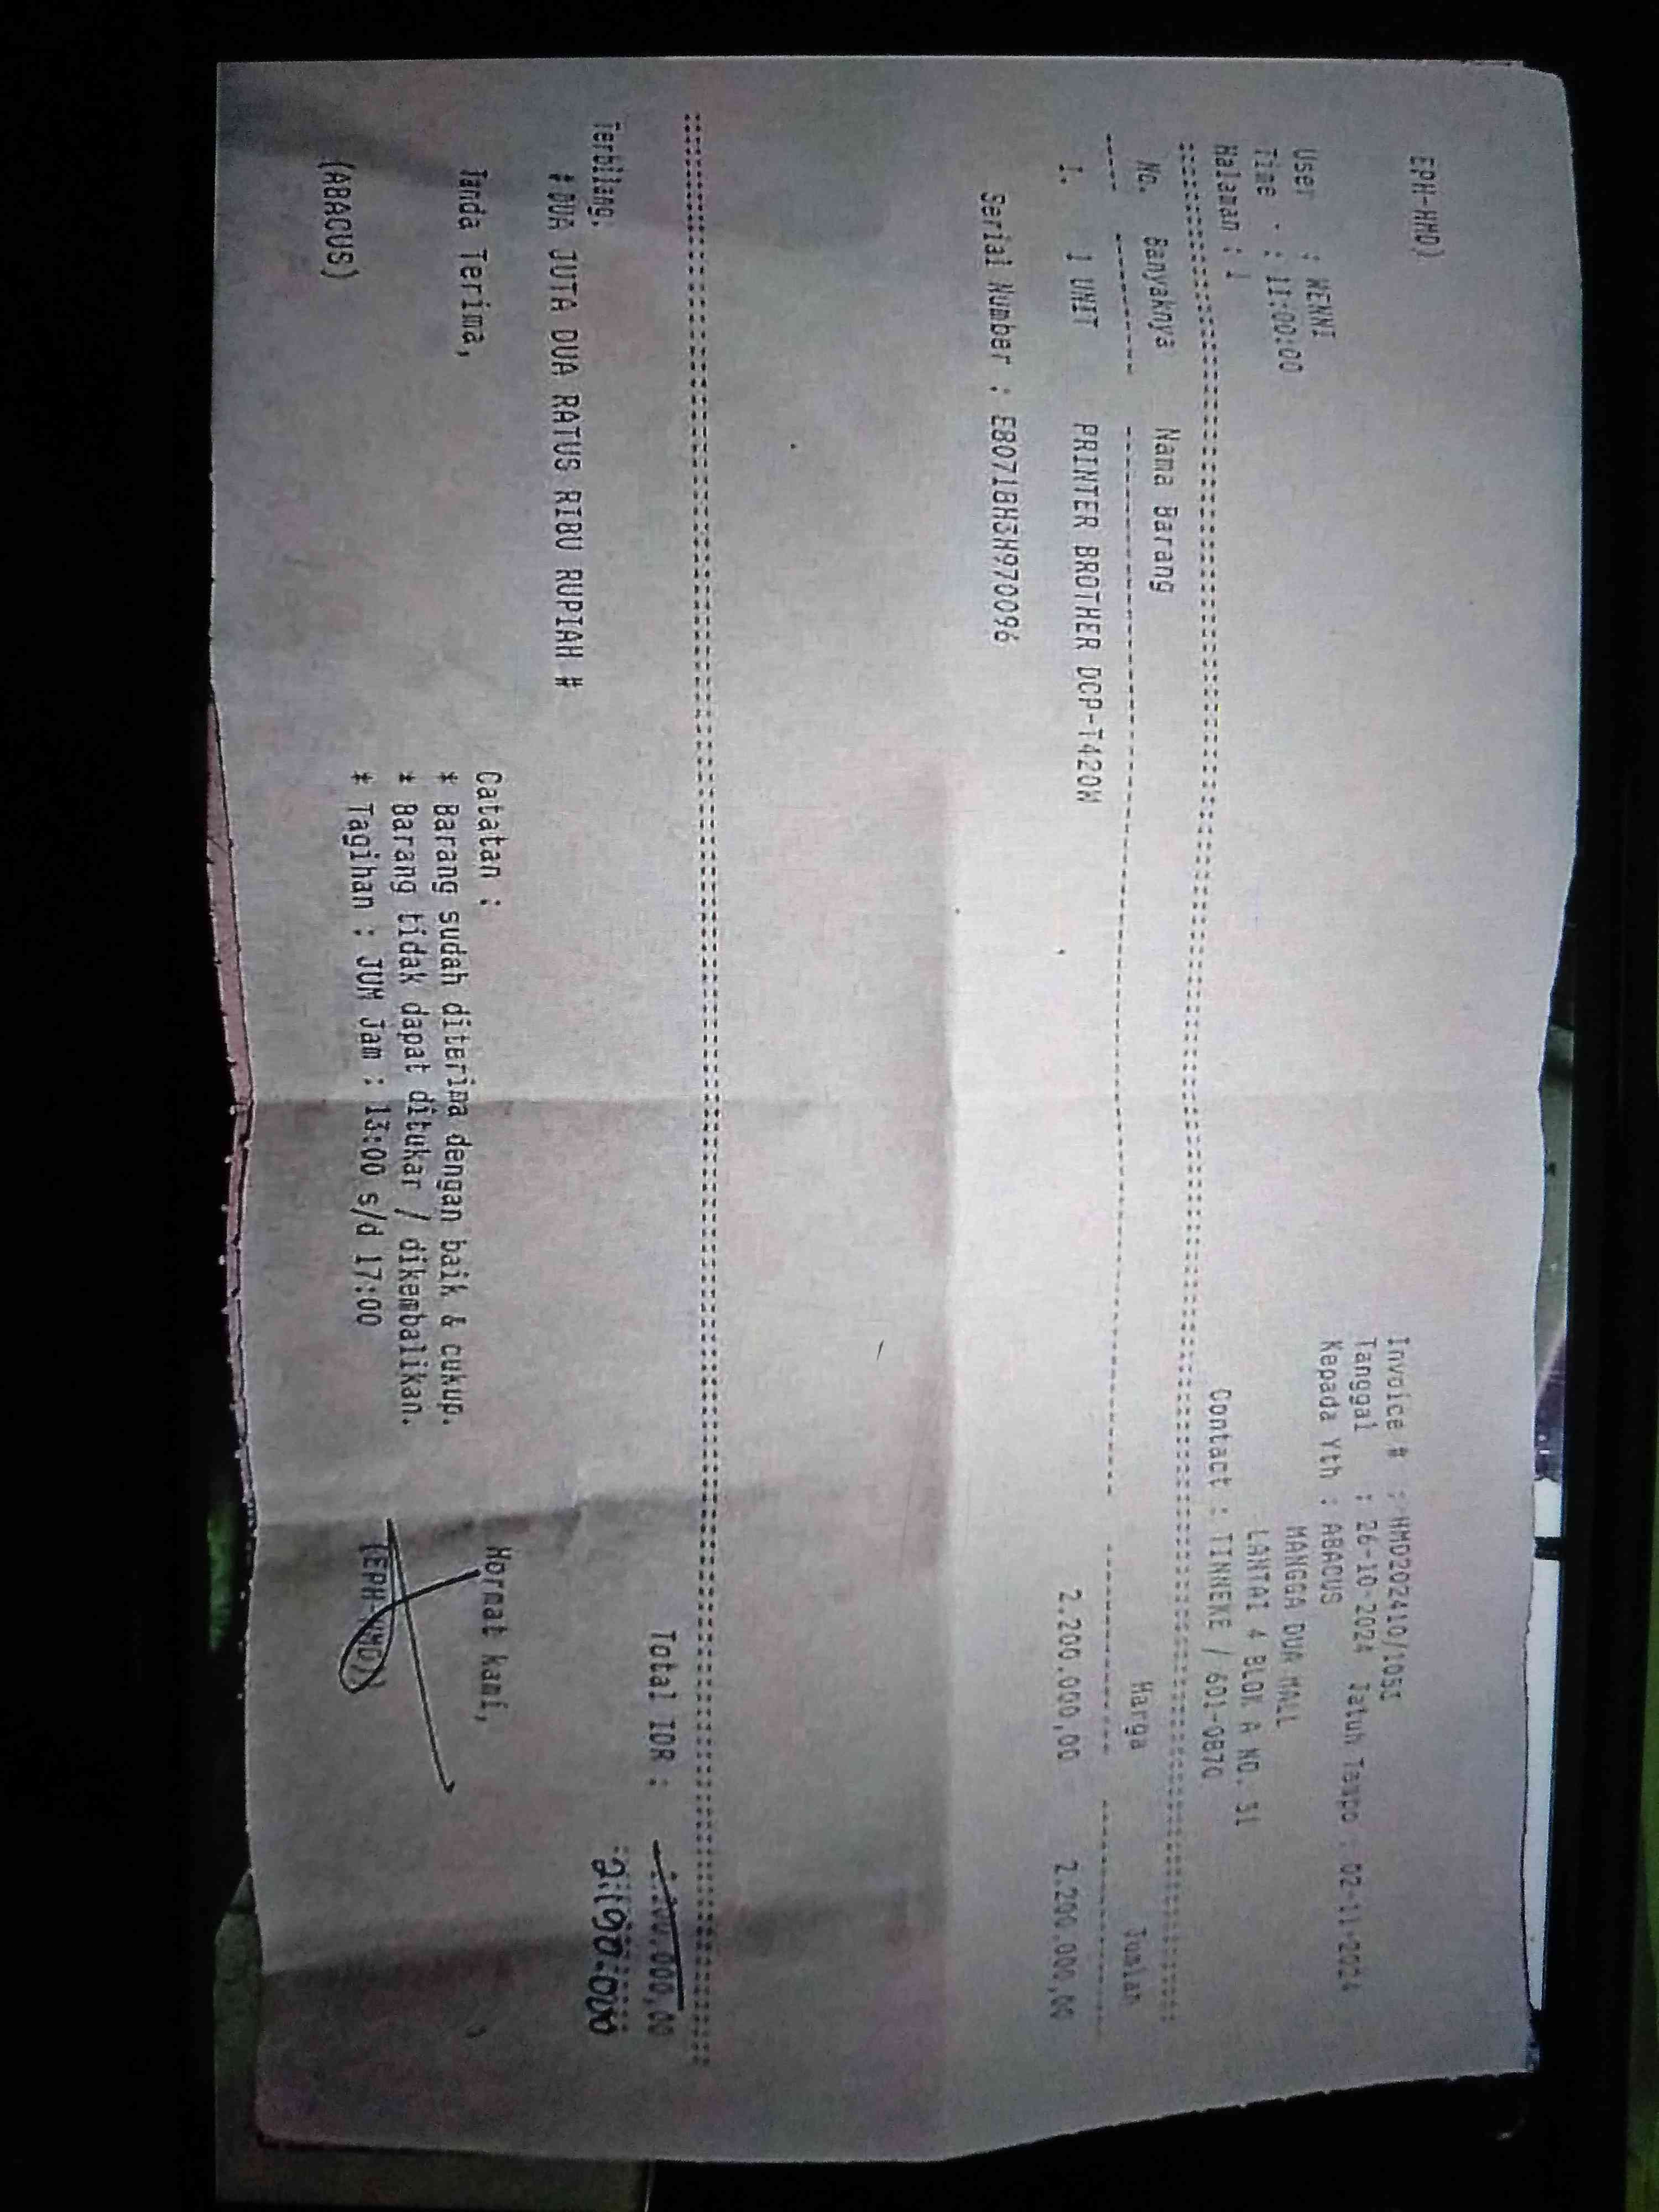 EPH-HMD)
Invoice # : HMD202410/1051
Tanggal : 26-10-2024 Jatuh Tempo : 02-11-2024
User : WENNI
Kepada Yth : ABACUS
Time : 11:00:00
MANGGA DUA MALL
Halaman : 1
LANTAI 4 BLOK A NO. 51
Contact : TINNEKE / 601-0870
No. Banyaknya Nama Barang Harga Jumlah
1. 1 UNIT PRINTER BROTHER DCP-T420W 2.200.000,00 2.200.000,00
Serial Number : E80718H3H970096
Total IDR :
2.190.000
Terbilang:
# DUA JUTA DUA RATUS RIBU RUPIAH #
Tanda Terima,
Catatan :
Hormat kami,
* Barang sudah diterima dengan baik & cukup.
* Barang tidak dapat ditukar / dikembalikan.
* Tagihan : JUM Jam : 13:00 s/d 17:00
(ABACUS)
(EPH-HMD)